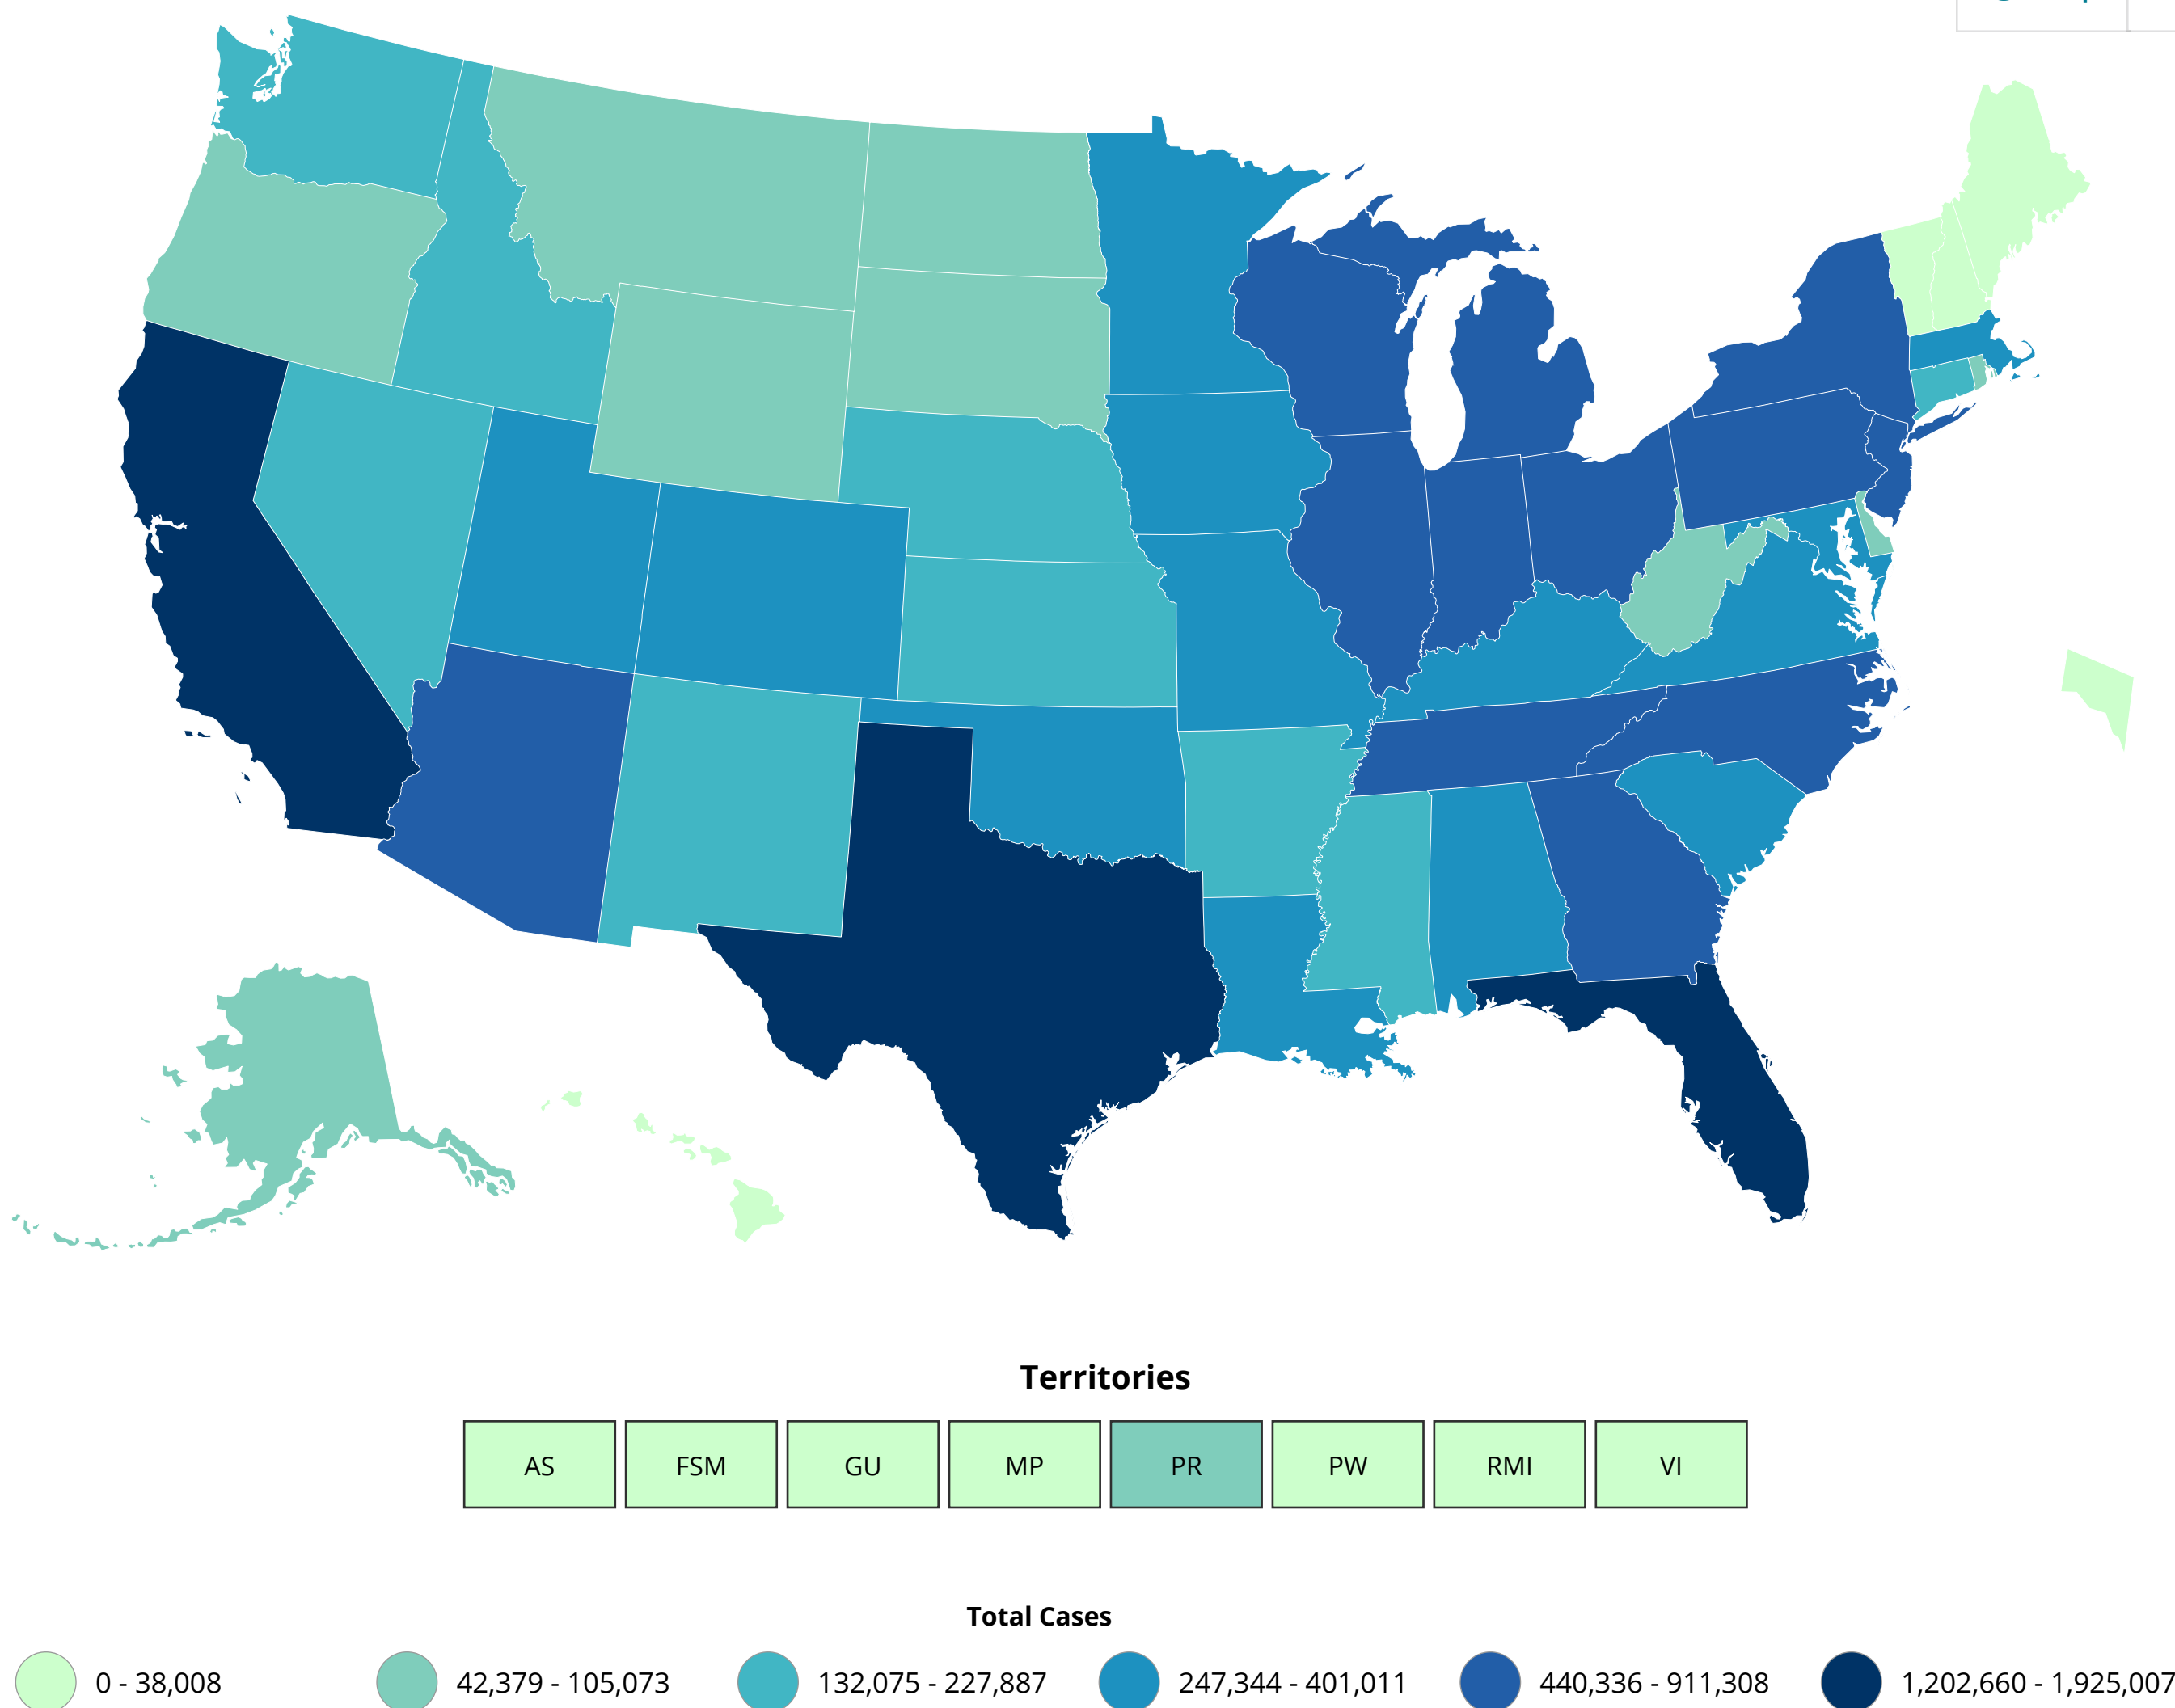 Territories
AS FSM GU MP PR PW RMI VI
Total Cases
0 - 38,008 42,379 - 105,073 132,075 - 227,887 247,344 - 401,011 440,336 - 911,308 1,202,660 - 1,925,007